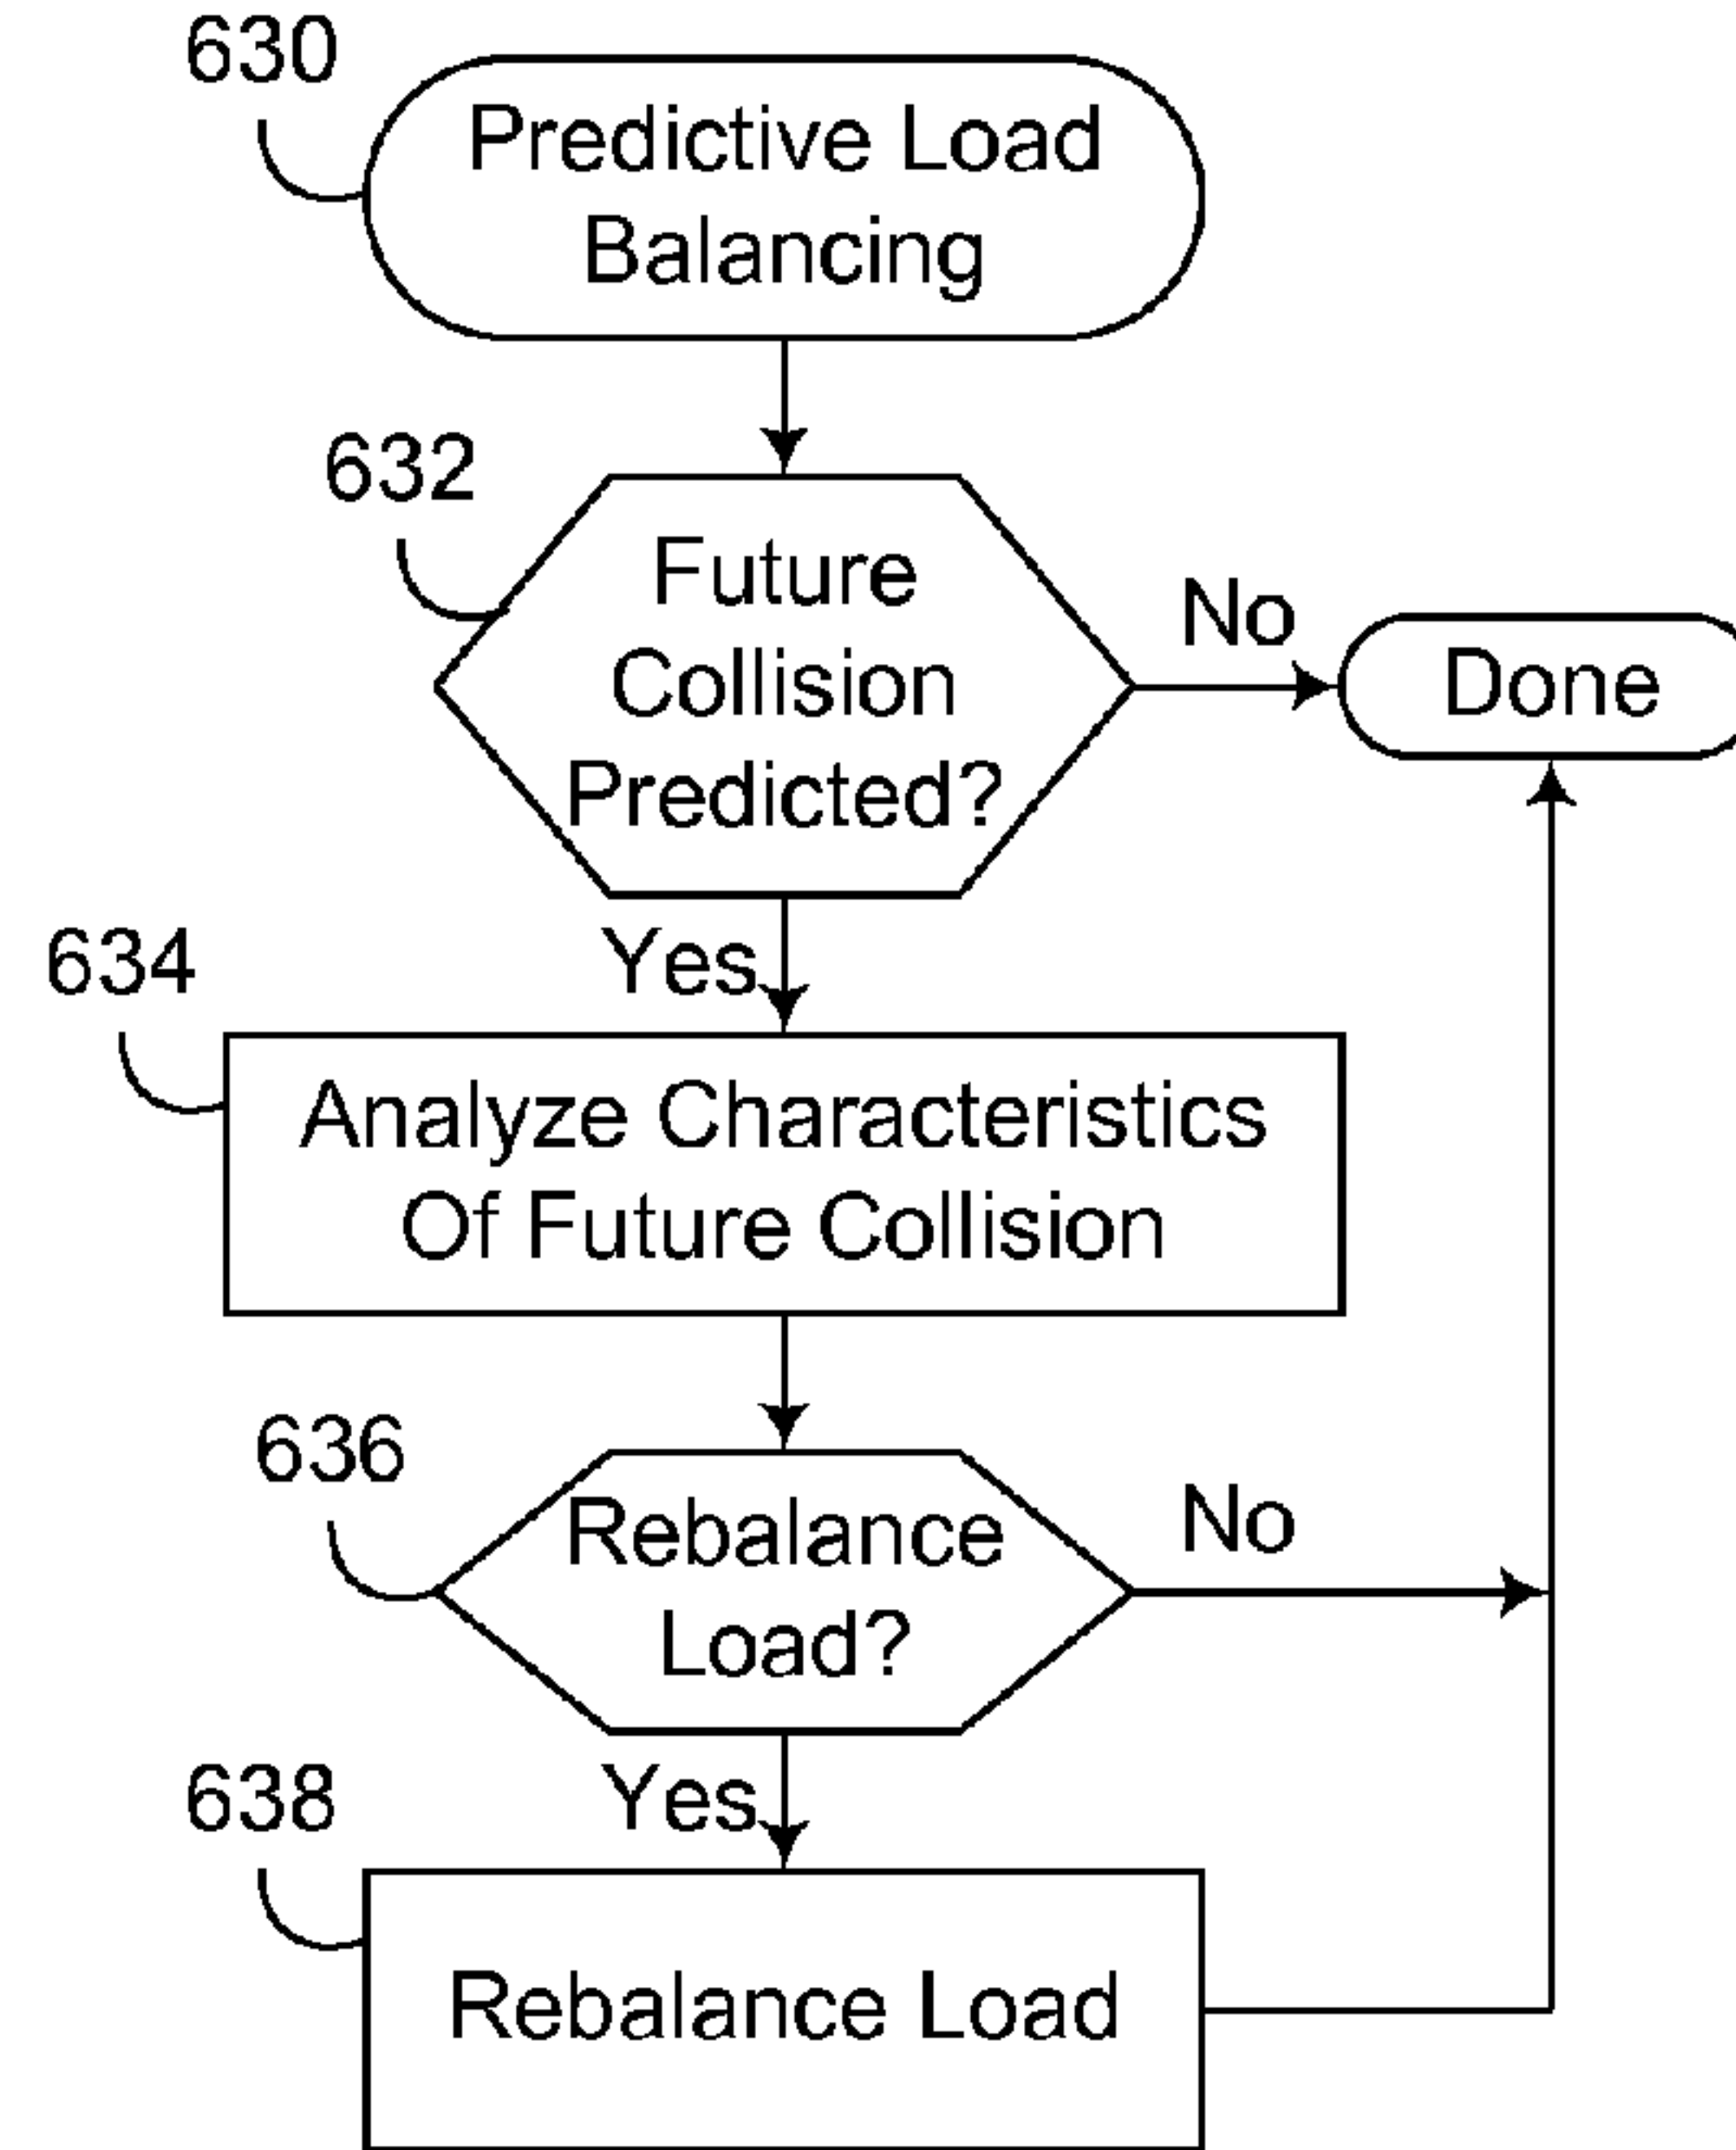 630
Predictive Load
Balancing
632
Future
Collision
Predicted?
No
Done
Yes
634
Analyze Characteristics
Of Future Collision
636
Rebalance
Load?
No
Yes
638
Rebalance Load